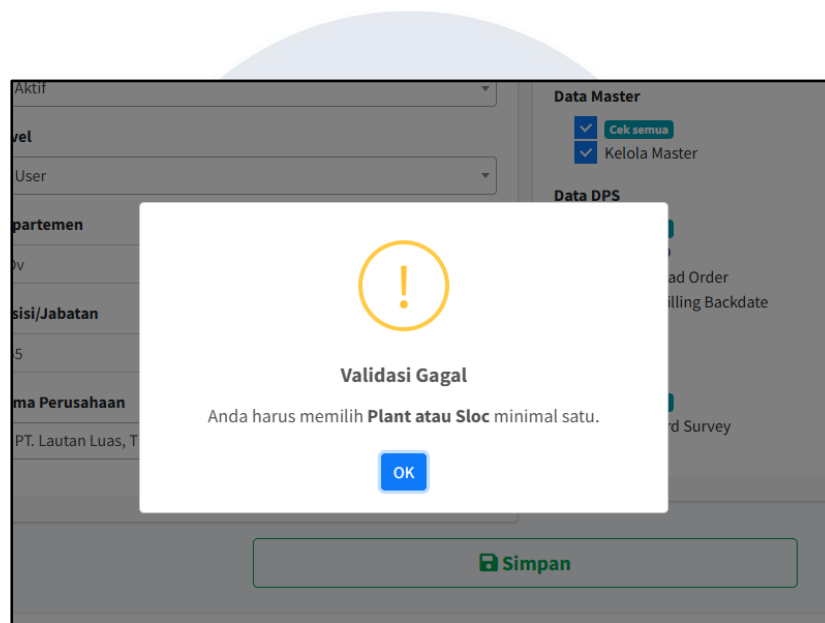 Aktif
vel
User
partemen
sisi/Jabatan
ma Perusahaan
PT. Lautan Luas, T
Data Master
Cek semua
Kelola Master
Data DPS
ad Order
illing Backdate
rd Survey
Validasi Gagal
Anda harus memilih Plant atau Sloc minimal satu.
OK
Simpan